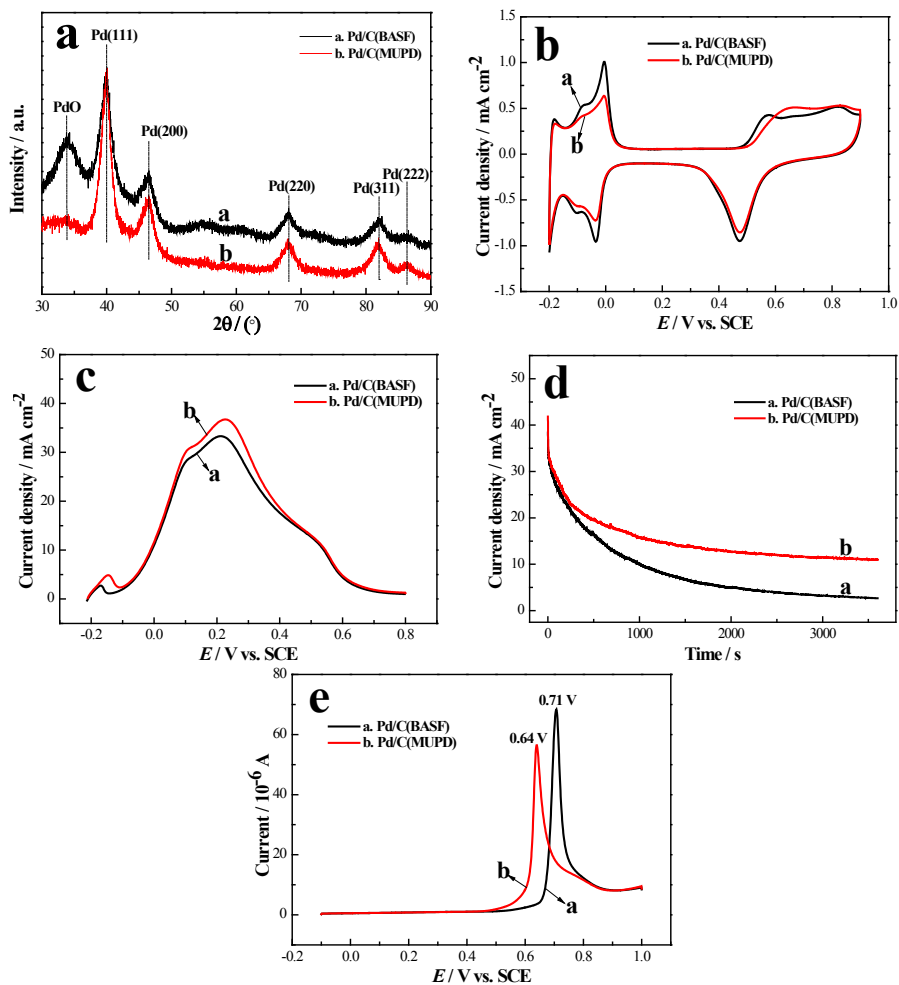 a
Pd(111)
a. Pd/C(BASF)
b. Pd/C(MUPD)
PdO
Pd(200)
Pd(220)
Pd(311)
Pd(222)
a
b
Intensity / a.u.
30 40 50 60 70 80 90
2θ/ (°)
b
a. Pd/C(BASF)
b. Pd/C(MUPD)
a
b
Current density / mA cm-2
1.5
1.0
0.5
0.0
0.5
-1.0
-1.5
-0.2 0.0 0.2 0.4 0.6 0.8 1.0
E / V vs. SCE
c
a. Pd/C(BASF)
b. Pd/C(MUPD)
b
a
Current density / mA cm-2
50
40
30
20
10
0
-0.2 0.0 0.2 0.4 0.6 0.8
E / V vs. SCE
d
a. Pd/C(BASF)
b. Pd/C(MUPD)
b
a
Current density / mA cm-2
50
40
30
20
10
0
0 1000 2000 3000
Time / s
e
a. Pd/C(BASF)
b. Pd/C(MUPD)
0.71 V
0.64 V
b
a
Current / 10-6 A
80
60
40
20
0
-0.2 0.0 0.2 0.4 0.6 0.8 1.0
E / V vs. SCE